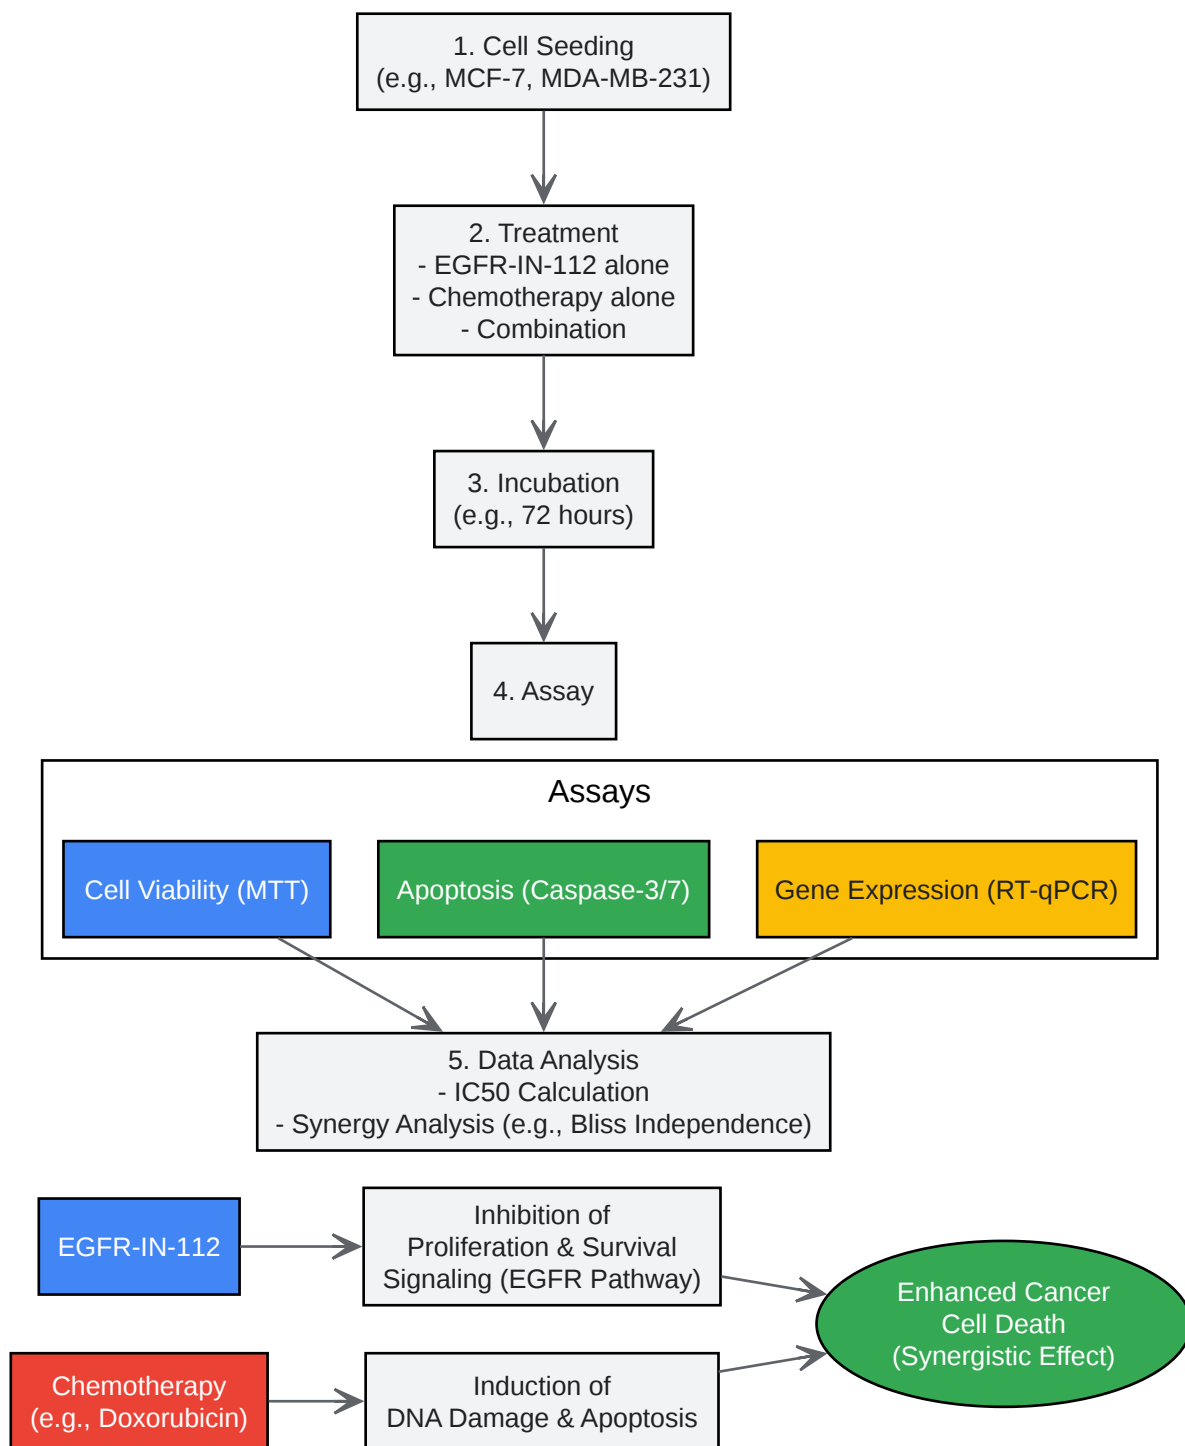 1. Cell Seeding
(e.g., MCF-7, MDA-MB-231)
2. Treatment
- EGFR-IN-112 alone
- Chemotherapy alone
- Combination
3. Incubation
(e.g., 72 hours)
4. Assay
Assays
Cell Viability (MTT)
Apoptosis (Caspase-3/7)
Gene Expression (RT-qPCR)
5. Data Analysis
- IC50 Calculation
- Synergy Analysis (e.g., Bliss Independence)
EGFR-IN-112
Inhibition of
Proliferation & Survival
Signaling (EGFR Pathway)
Enhanced Cancer
Cell Death
(Synergistic Effect)
Chemotherapy
(e.g., Doxorubicin)
Induction of
DNA Damage & Apoptosis